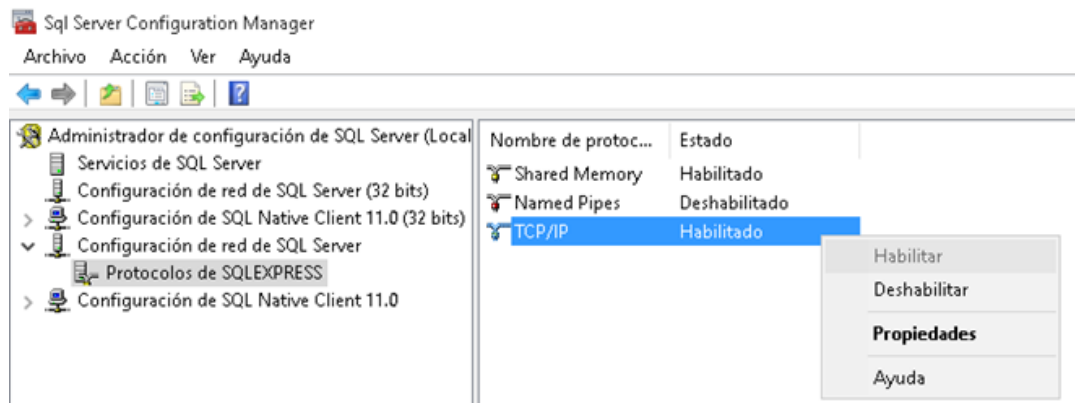 Sql Server Configuration Manager
Archivo Acción Ver Ayuda
Administrador de configuración de SQL Server (Local
Servicios de SQL Server
Configuración de red de SQL Server (32 bits)
Configuración de SQL Native Client 11.0 (32 bits)
Configuración de red de SQL Server
Protocolos de SQLEXPRESS
Configuración de SQL Native Client 11.0
Nombre de protoc... Estado
Shared Memory Habilitado
Named Pipes Deshabilitado
TCP/IP Habilitado
Habilitar
Deshabilitar
Propiedades
Ayuda